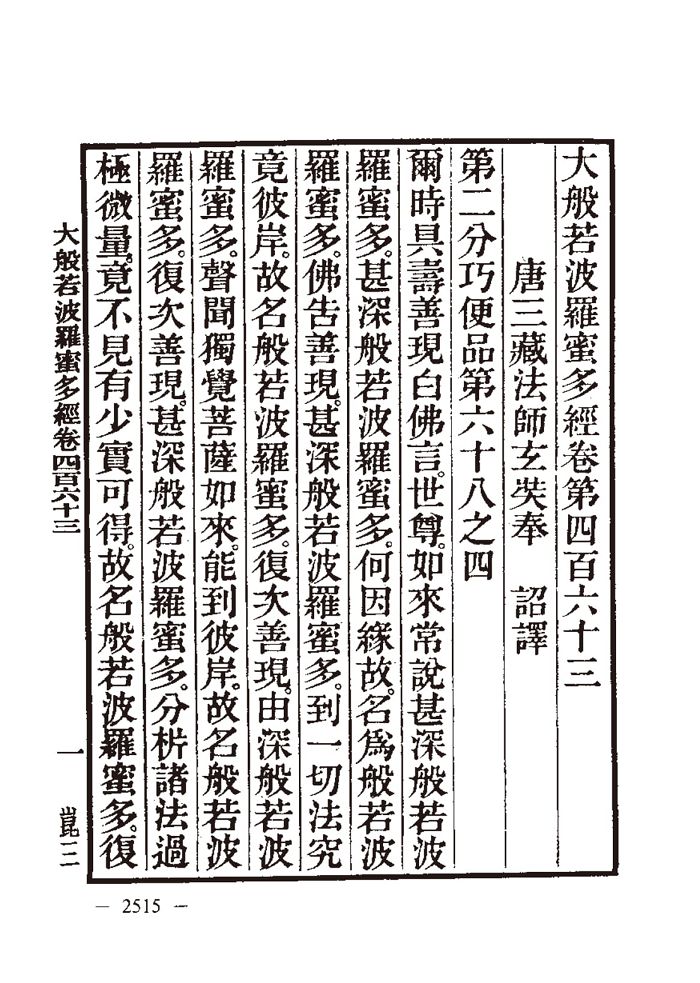 大般若波羅蜜多經卷第四百六十三
唐三藏法師玄奘奉　詔譯
第二分巧便品第六十八之四
爾時具壽善現白佛言。世尊。如來常說甚深般若波
羅蜜多。甚深般若波羅蜜多。何因緣故。名爲般若波
羅蜜多。佛告善現。甚深般若波羅蜜多。到一切法究
竟彼岸。故名般若波羅蜜多。復次善現。由深般若波
羅蜜多。聲聞獨覺菩薩如來。能到彼岸。故名般若波
羅蜜多。復次善現。甚深般若波羅蜜多。分析諸法過
極微量。竟不見有少實可得。故名般若波羅蜜多。復
大般若波羅蜜多經卷四百六十三
一
崑三
— 2515 —